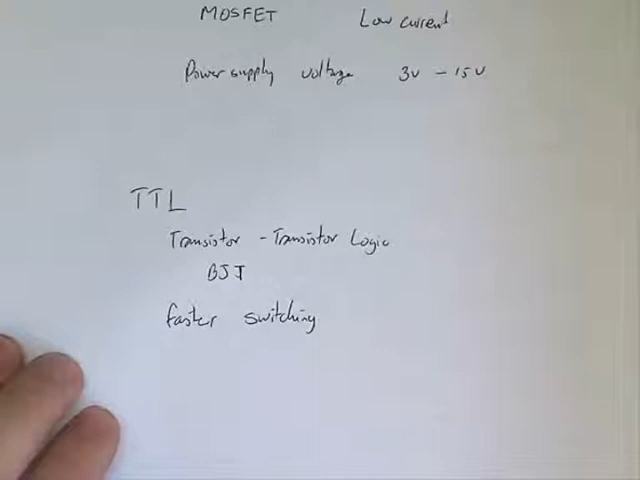 MOSFET Low current
Power supply voltage 3v - 15v
TTL
Transistor - Transistor Logic
BJT
faster switching